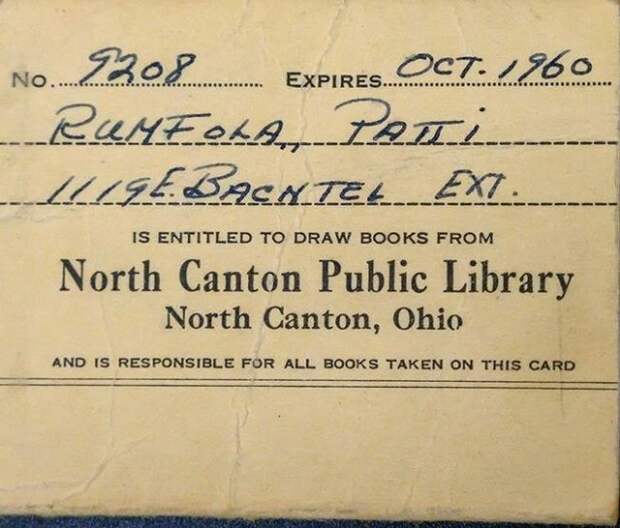 No. 9208 EXPIRES OCT. 1960
RUMFOLA, PATTI
1119 E. BACHTEL EXT.
IS ENTITLED TO DRAW BOOKS FROM
North Canton Public Library
North Canton, Ohio
AND IS RESPONSIBLE FOR ALL BOOKS TAKEN ON THIS CARD